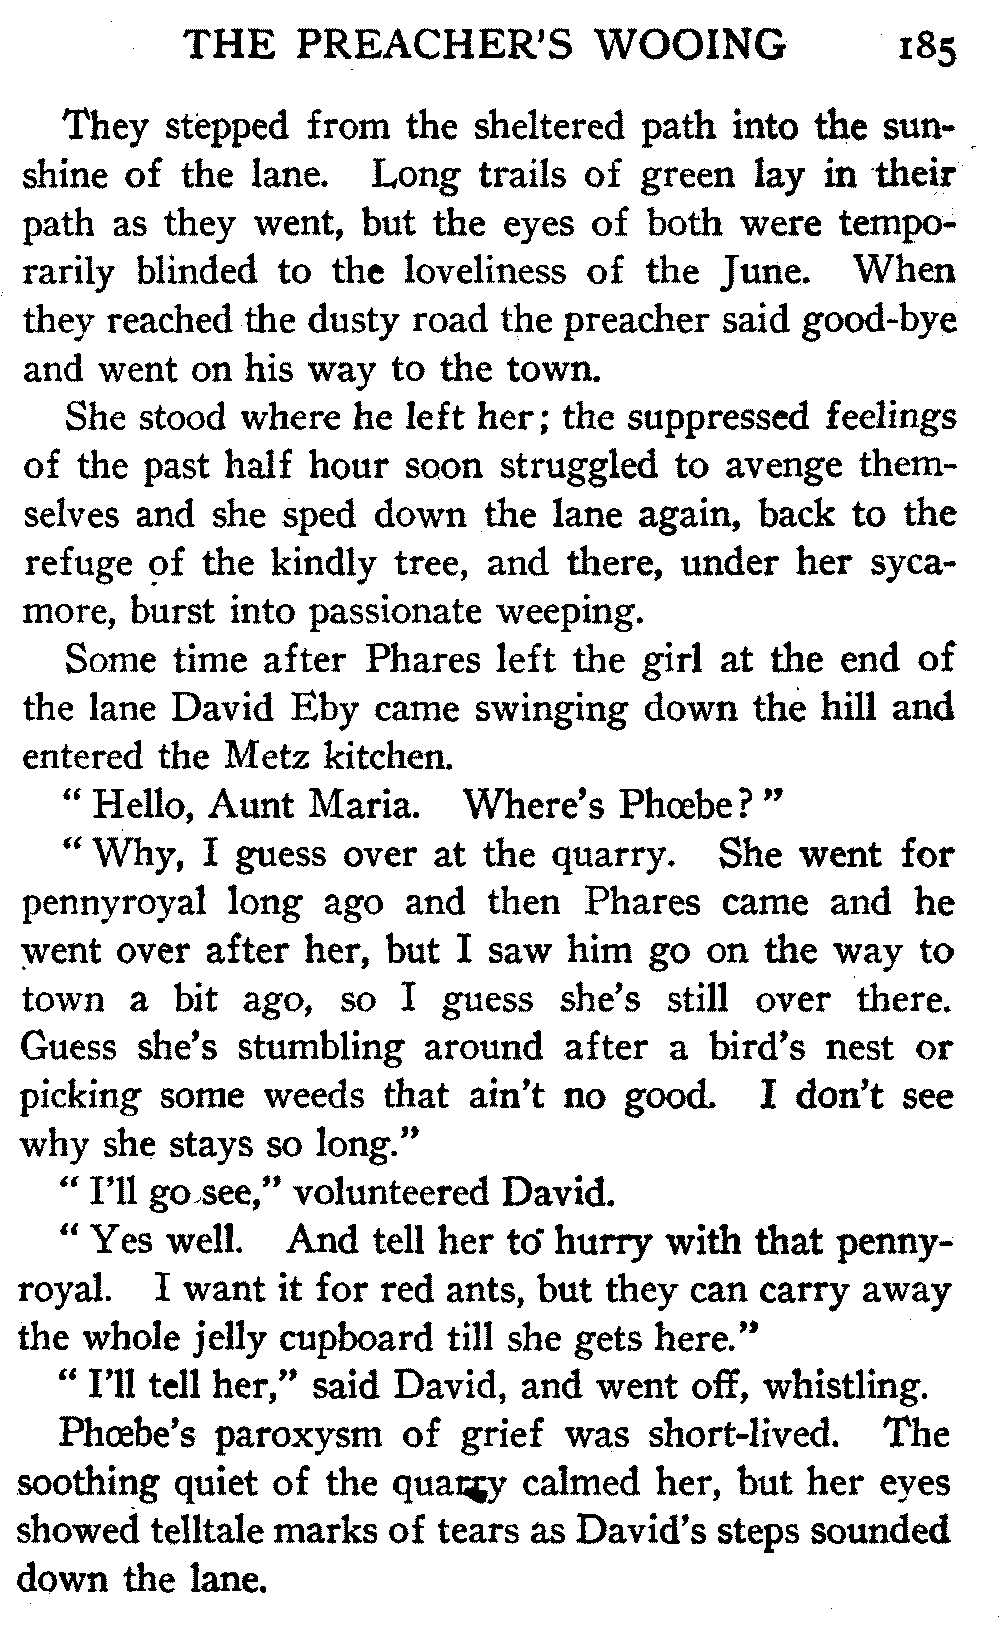 THE PREACHER'S WOOING 185
They stepped from the sheltered path into the sun-
shine of the lane. Long trails of green lay in their
path as they went, but the eyes of both were tempo-
rarily blinded to the loveliness of the June. When
they reached the dusty road the preacher said good-bye
and went on his way to the town.
She stood where he left her; the suppressed feelings
of the past half hour soon struggled to avenge them-
selves and she sped down the lane again, back to the
refuge of the kindly tree, and there, under her syca-
more, burst into passionate weeping.
Some time after Phares left the girl at the end of
the lane David Eby came swinging down the hill and
entered the Metz kitchen.
" Hello, Aunt Maria. Where's Phœbe? "
" Why, I guess over at the quarry. She went for
pennyroyal long ago and then Phares came and he
went over after her, but I saw him go on the way to
town a bit ago, so I guess she's still over there.
Guess she's stumbling around after a bird's nest or
picking some weeds that ain't no good. I don't see
why she stays so long."
" I'll go see," volunteered David.
" Yes well. And tell her to hurry with that penny-
royal. I want it for red ants, but they can carry away
the whole jelly cupboard till she gets here."
" I'll tell her," said David, and went off, whistling.
Phœbe's paroxysm of grief was short-lived. The
soothing quiet of the quarry calmed her, but her eyes
showed telltale marks of tears as David's steps sounded
down the lane.